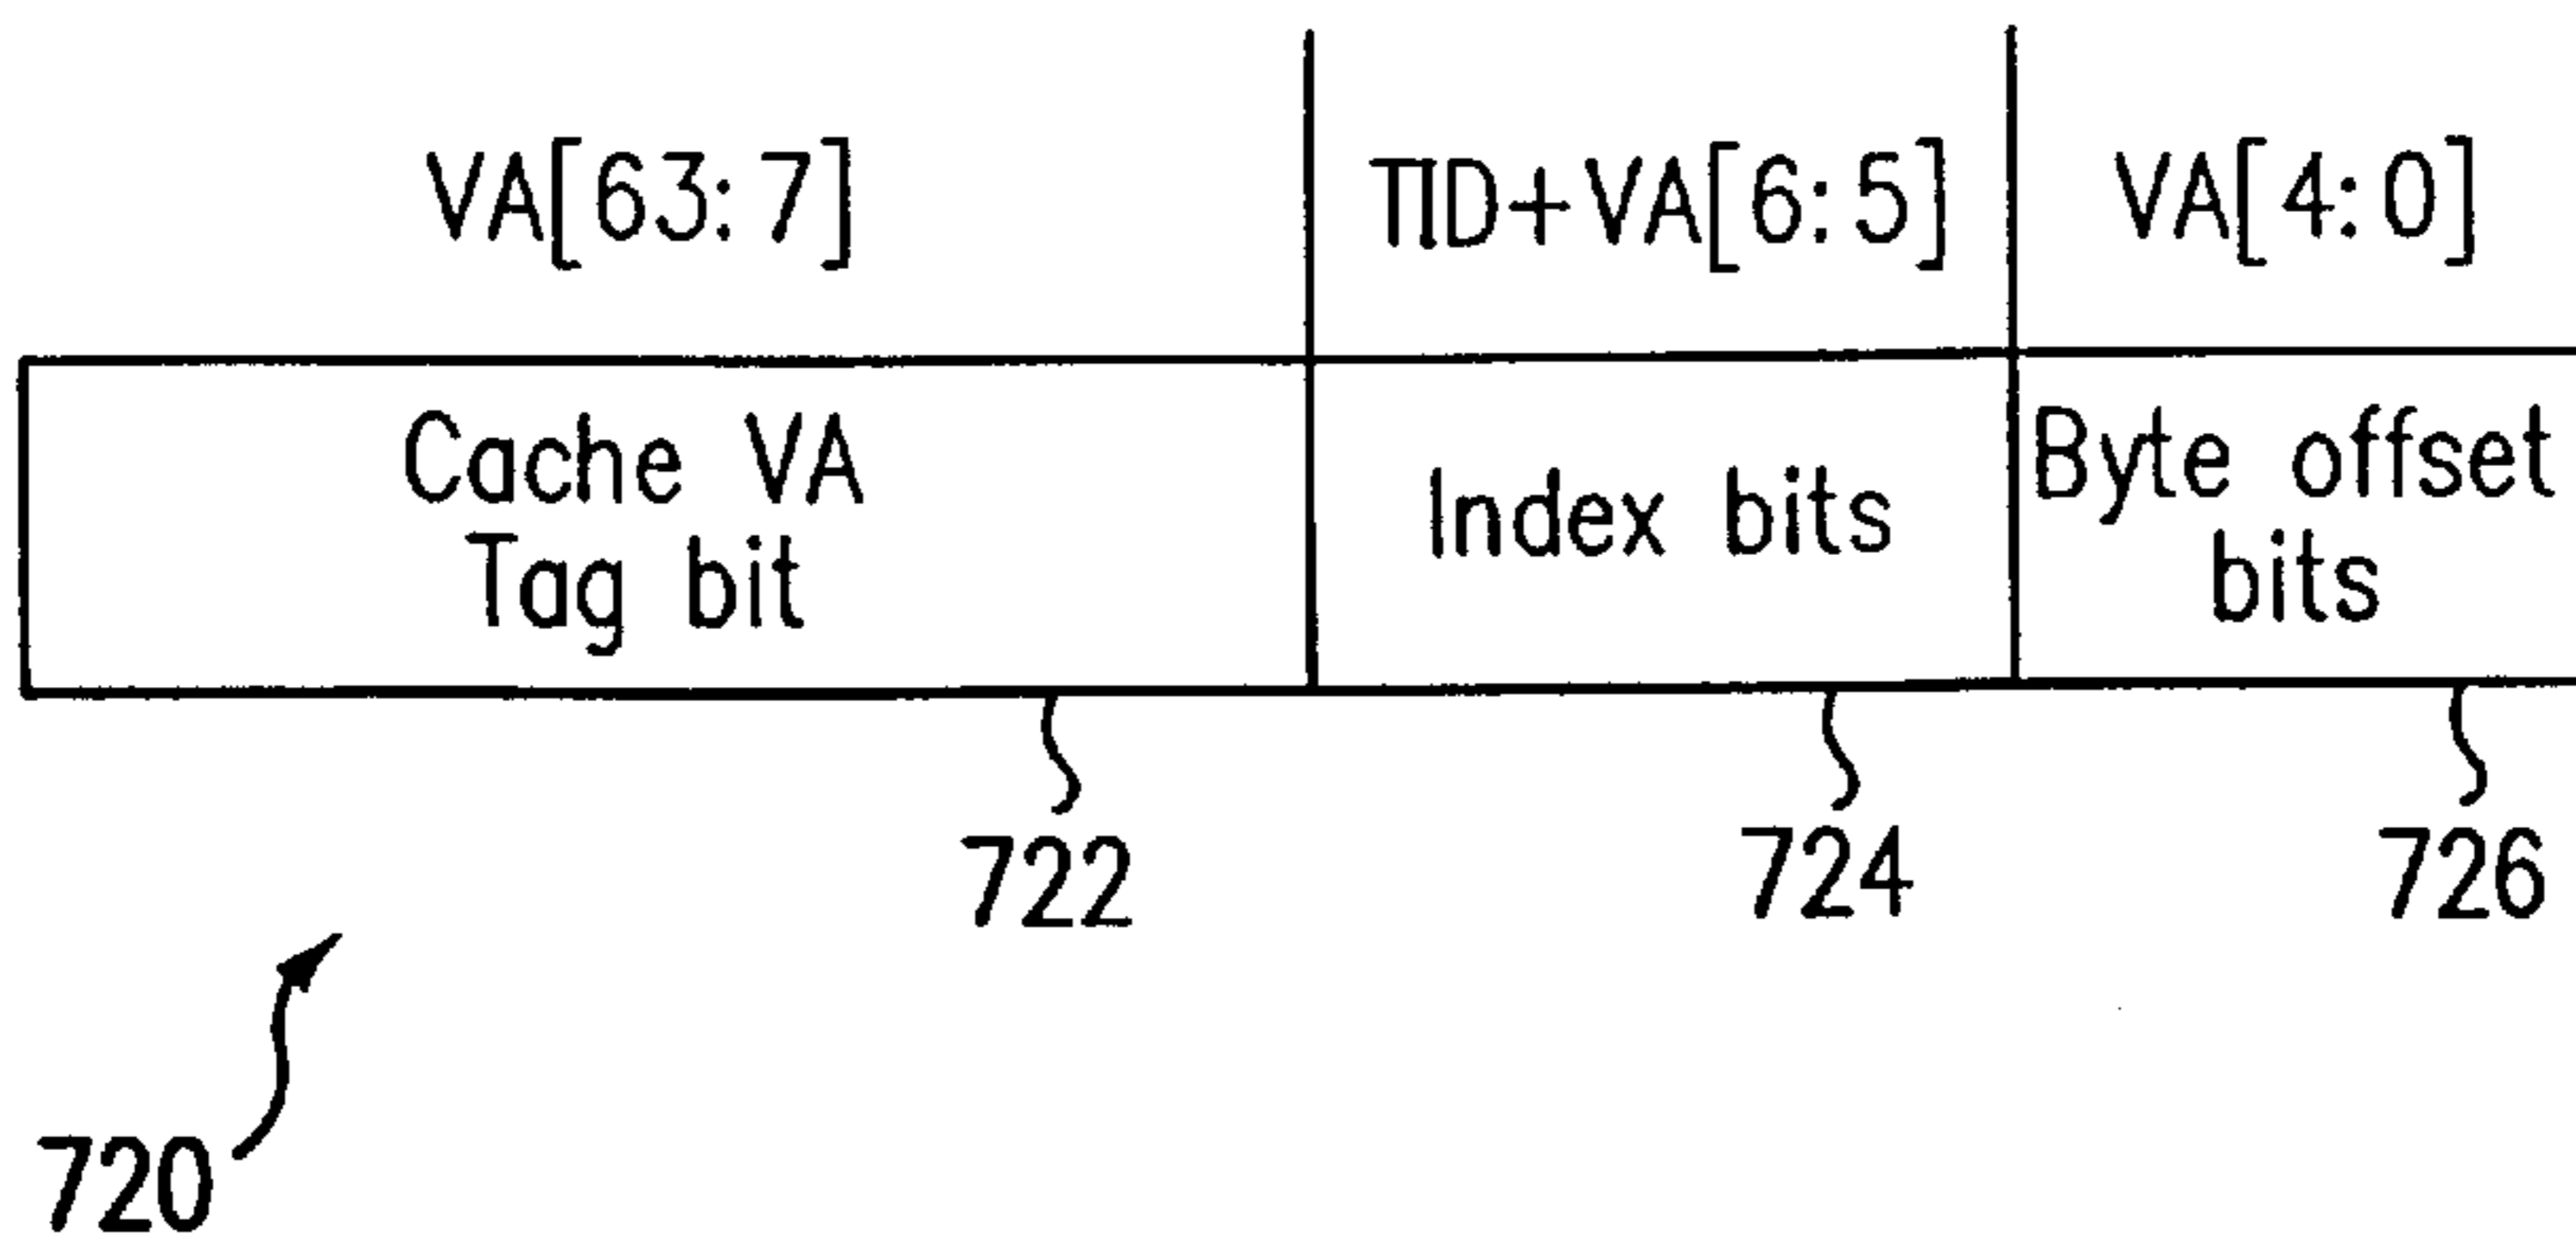 VA[63:7] TID+VA[6:5] VA[4:0]
Cache VA Tag bit
Index bits
Byte offset bits
722 724 726
720